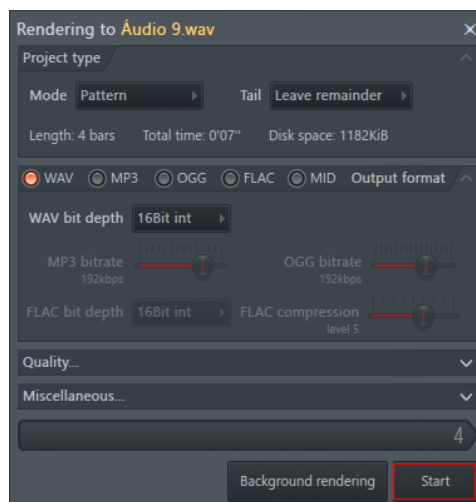 Rendering to Áudio 9.wav
Project type
Mode Pattern Tail Leave remainder
Length: 4 bars Total time: 0'07'' Disk space: 1182KiB
WAV MP3 OGG FLAC MID Output format
WAV bit depth 16Bit int
MP3 bitrate OGG bitrate
192kbps 192kbps
FLAC bit depth 16Bit int FLAC compression
level 5
Quality...
Miscellaneous...
4
Background rendering Start